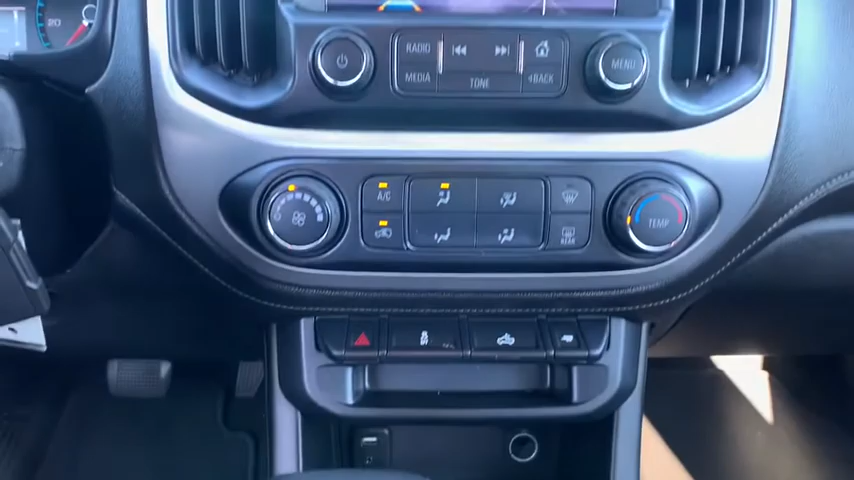 20
RADIO
MENU
MEDIA
TONE
BACK
A/C
REAR
TEMP